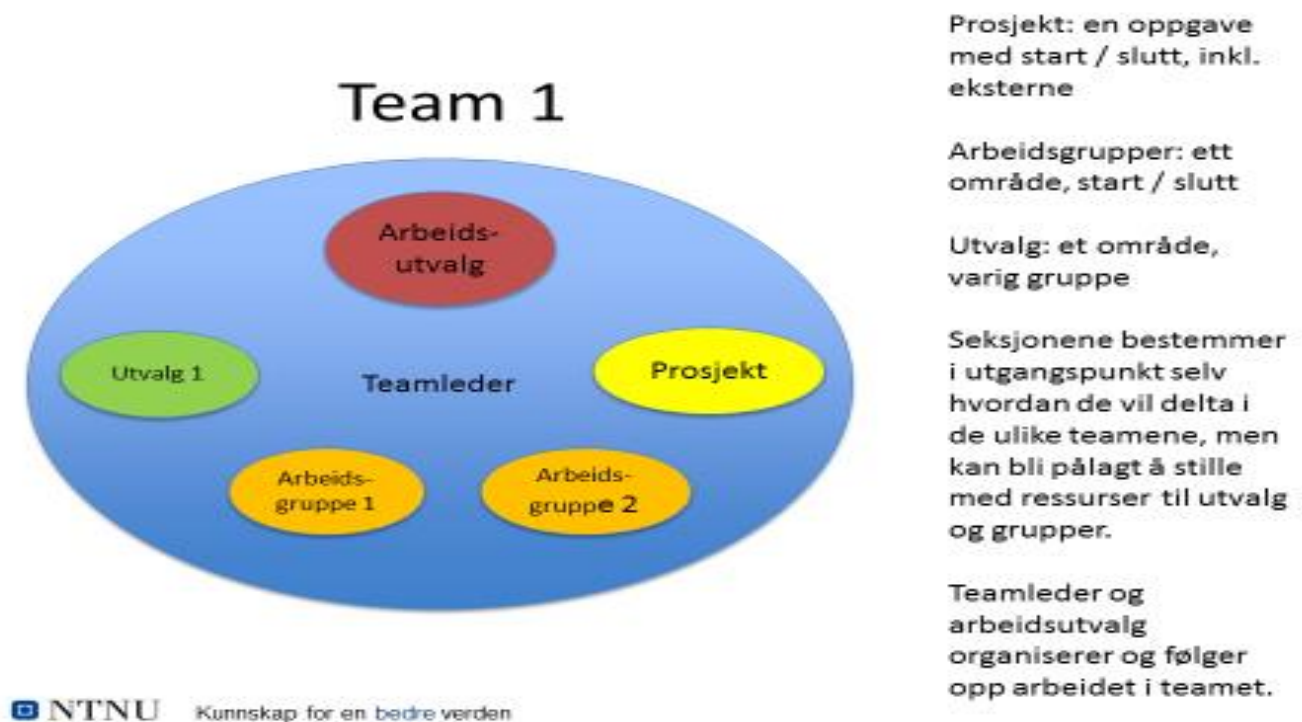 Team 1
Arbeids-
utvalg
Utvalg 1
Teamleder
Prosjekt
Arbeids-
gruppe 1
Arbeids-
gruppe 2
Prosjekt: en oppgave
med start / slutt, inkl.
eksterne
Arbeidsgrupper: ett
område, start / slutt
Utvalg: et område,
varig gruppe
Seksjonene bestemmer
i utgangspunkt selv
hvordan de vil delta i
de ulike teamene, men
kan bli pålagt å stille
med ressurser til utvalg
og grupper.
Teamleder og
arbeidsutvalg
organiserer og følger
opp arbeidet i teamet.
NTNU Kunnskap for en bedre verden